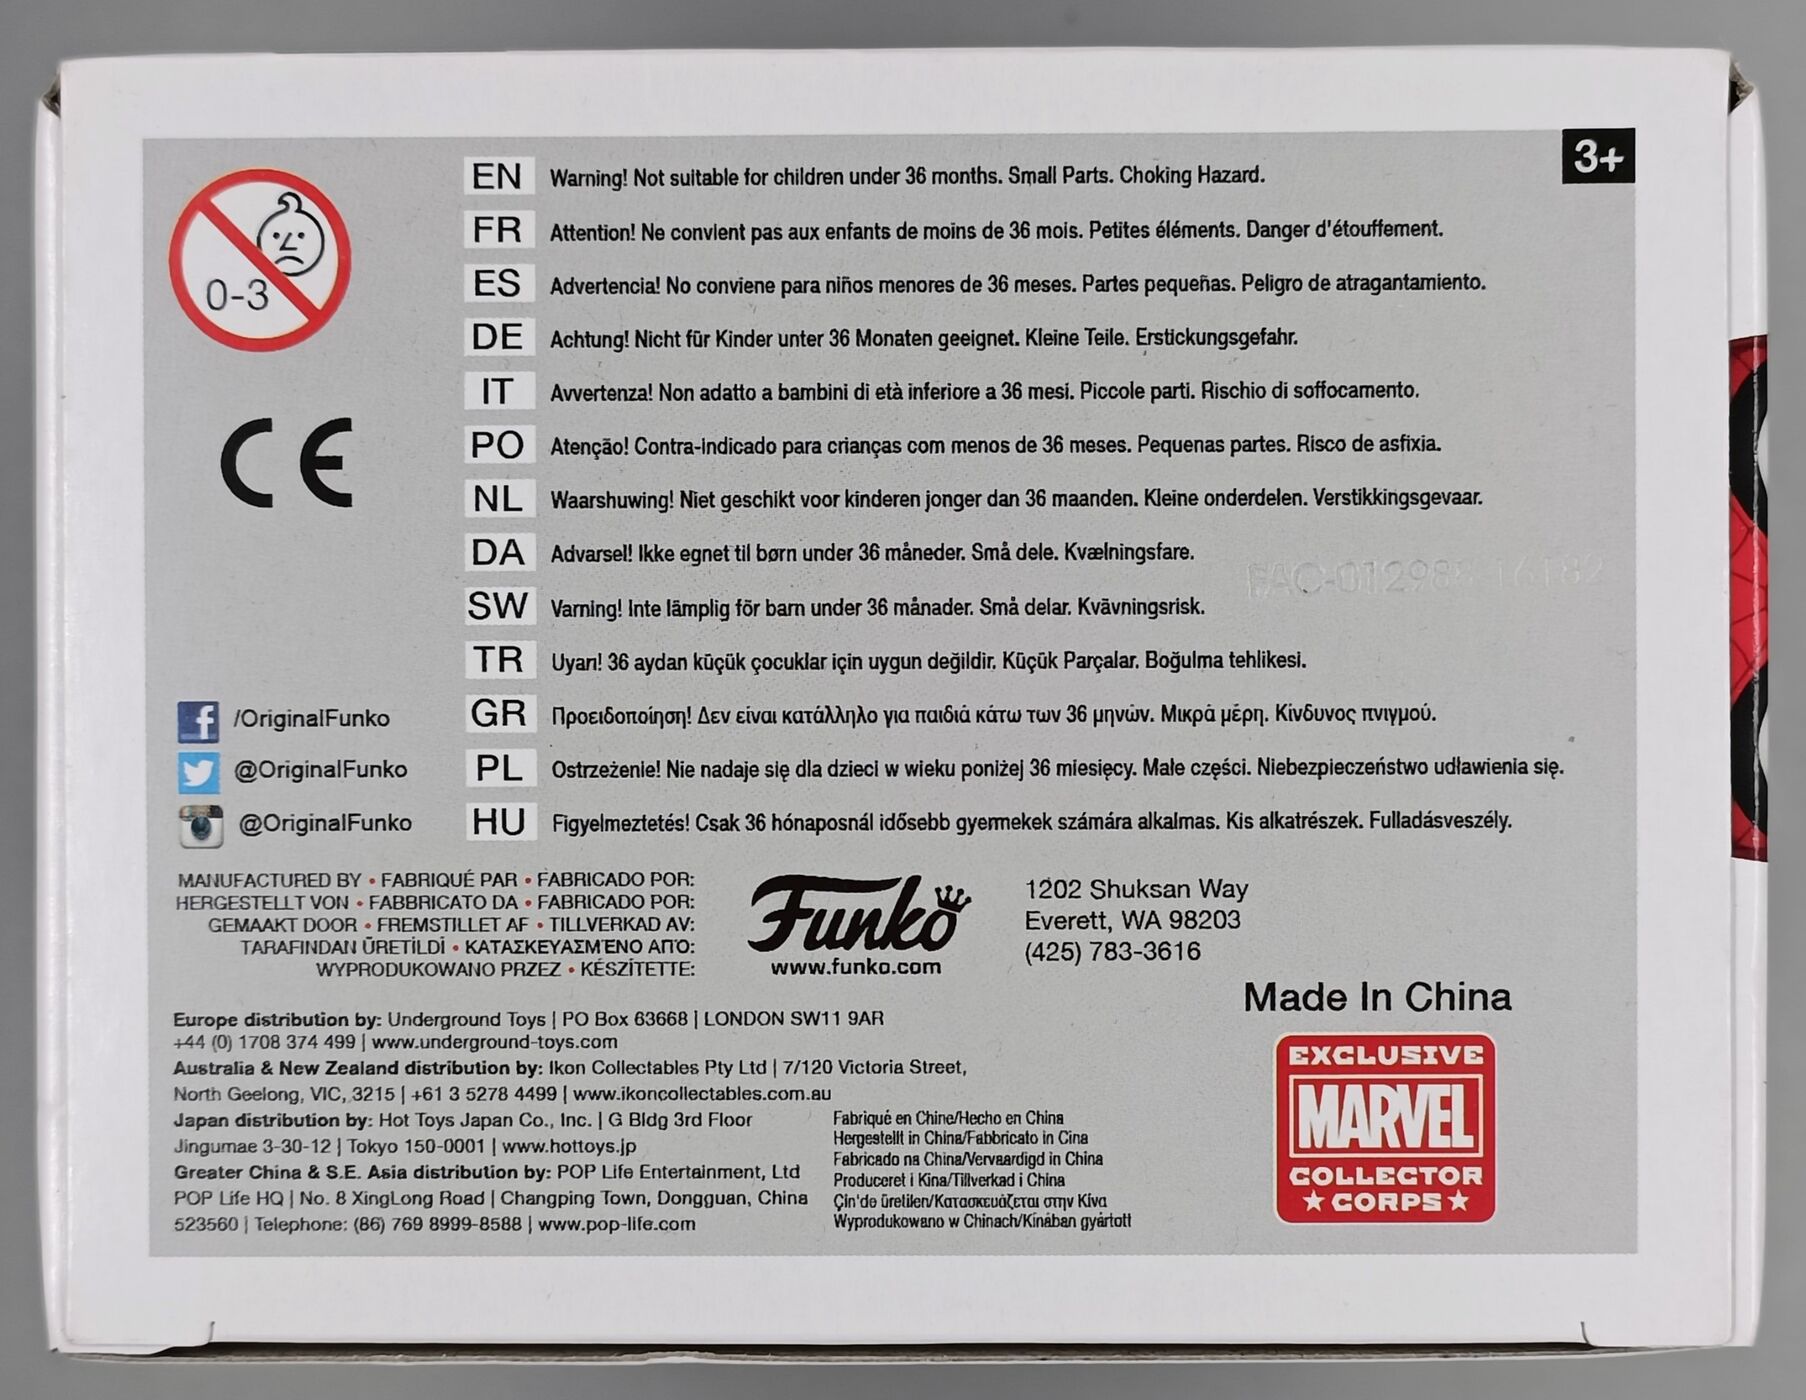 3+
0-3
EN Warning! Not suitable for children under 36 months. Small Parts. Choking Hazard.
FR Attention! Ne convient pas aux enfants de moins de 36 mois. Petites éléments. Danger d'étouffement.
ES Advertencia! No conviene para niños menores de 36 meses. Partes pequeñas. Peligro de atragantamiento.
DE Achtung! Nicht für Kinder unter 36 Monaten geeignet. Kleine Teile. Erstickungsgefahr.
IT Avvertenza! Non adatto a bambini di età inferiore a 36 mesi. Piccole parti. Rischio di soffocamento.
PO Atenção! Contra-indicado para crianças com menos de 36 meses. Pequenas partes. Risco de asfixia.
NL Waarshuwing! Niet geschikt voor kinderen jonger dan 36 maanden. Kleine onderdelen. Verstikkingsgevaar.
DA Advarsel! Ikke egnet til børn under 36 måneder. Små dele. Kvælningsfare.
SW Varning! Inte lämplig för barn under 36 månader. Små delar. Kvävningsrisk.
TR Uyarı! 36 aydan küçük çocuklar için uygun değildir. Küçük Parçalar. Boğulma tehlikesi.
GR Προειδοποίηση! Δεν είναι κατάλληλο για παιδιά κάτω των 36 μηνών. Μικρά μέρη. Κίνδυνος πνιγμού.
PL Ostrzeżenie! Nie nadaje się dla dzieci w wieku poniżej 36 miesięcy. Małe części. Niebezpieczeństwo udławienia się.
HU Figyelmeztetés! Csak 36 hónaposnál idősebb gyermekek számára alkalmas. Kis alkatrészek. Fulladásveszély.
CE
/OriginalFunko
@OriginalFunko
@OriginalFunko
MANUFACTURED BY • FABRIQUÉ PAR • FABRICADO POR:
HERGESTELLT VON • FABBRICATO DA • FABRICADO POR:
GEMAAKT DOOR • FREMSTILLET AF • TILLVERKAD AV:
TARAFINDAN ÜRETİLDİ • ΚΑΤΑΣΚΕΥΑΣΜΈΝΟ ΑΠΌ:
WYPRODUKOWANO PRZEZ • KÉSZÍTETTE:
Funko
www.funko.com
1202 Shuksan Way
Everett, WA 98203
(425) 783-3616
Made In China
Europe distribution by: Underground Toys | PO Box 63668 | LONDON SW11 9AR
+44 (0) 1708 374 499 | www.underground-toys.com
Australia & New Zealand distribution by: Ikon Collectables Pty Ltd | 7/120 Victoria Street,
North Geelong, VIC, 3215 | +61 3 5278 4499 | www.ikoncollectables.com.au
Japan distribution by: Hot Toys Japan Co., Inc. | G Bldg 3rd Floor
Jingumae 3-30-12 | Tokyo 150-0001 | www.hottoys.jp
Greater China & S.E. Asia distribution by: POP Life Entertainment, Ltd
POP Life HQ | No. 8 XingLong Road | Changping Town, Dongguan, China
523560 | Telephone: (86) 769 8999-8588 | www.pop-life.com
Fabriqué en Chine/Hecho en China
Hergestellt in China/Fabbricato in Cina
Fabricado na China/Vervaardigd in China
Produceret i Kina/Tillverkad i China
Çin'de üretilen/Κατασκευάζεται στην Κίνα
Wyprodukowano w Chinach/Kínában gyártott
EXCLUSIVE
MARVEL
COLLECTOR
CORPS